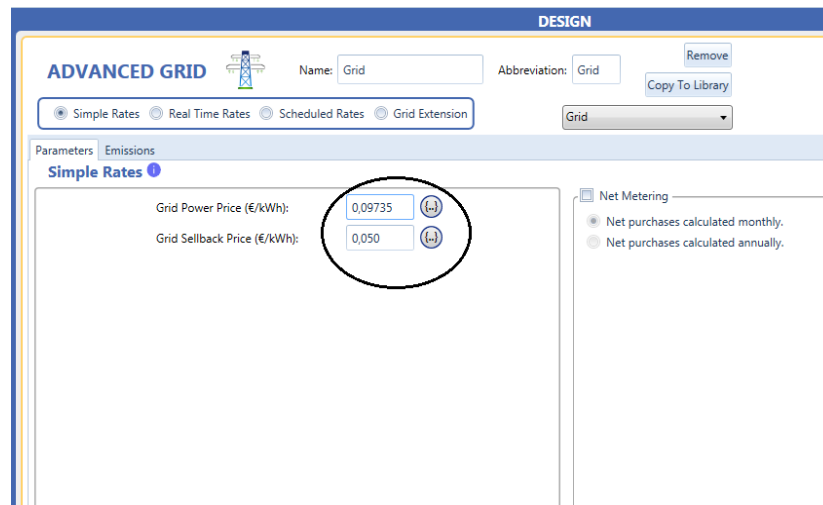 DESIGN
ADVANCED GRID Name: Grid Abbreviation: Grid Remove
Copy To Library
Simple Rates Real Time Rates Scheduled Rates Grid Extension Grid
Parameters Emissions
Simple Rates i
Grid Power Price (€/kWh): 0,09735 {..}
Grid Sellback Price (€/kWh): 0,050 {..}
Net Metering
Net purchases calculated monthly.
Net purchases calculated annually.